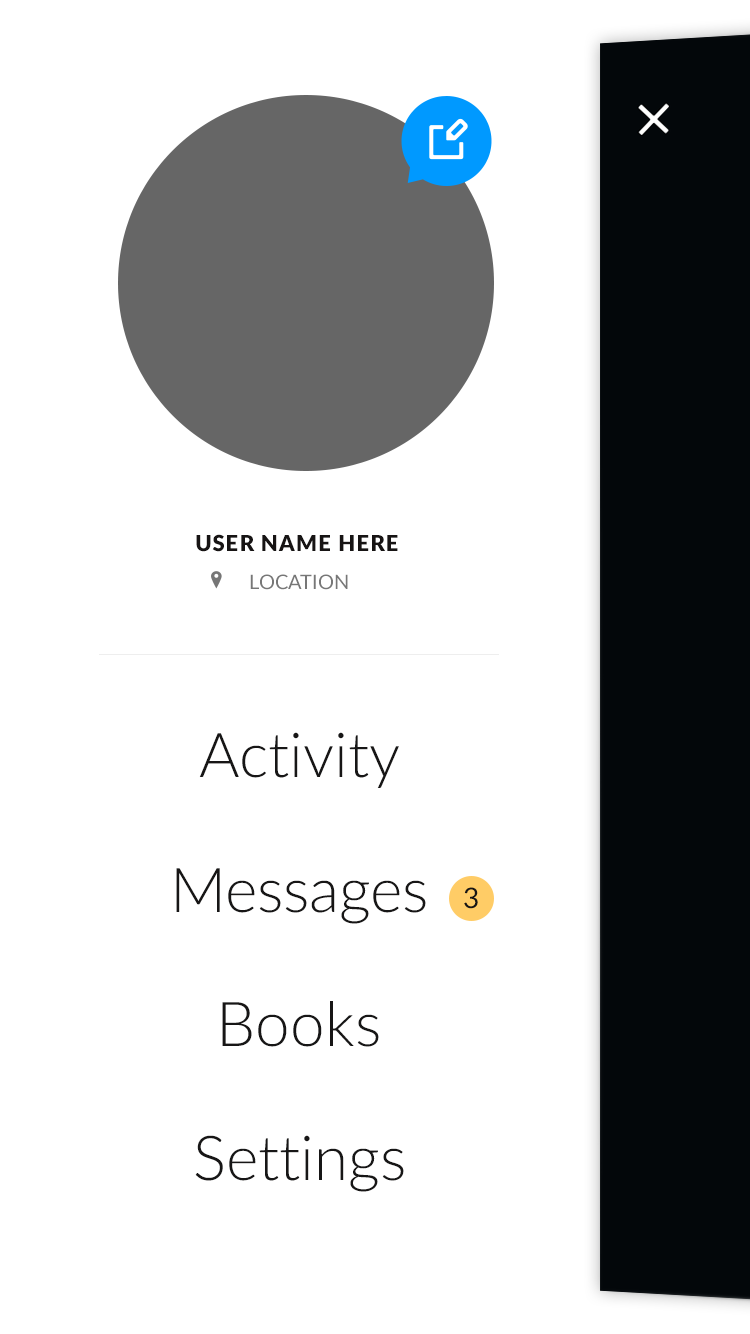 USER NAME HERE
LOCATION
Activity
Messages 3
Books
Settings